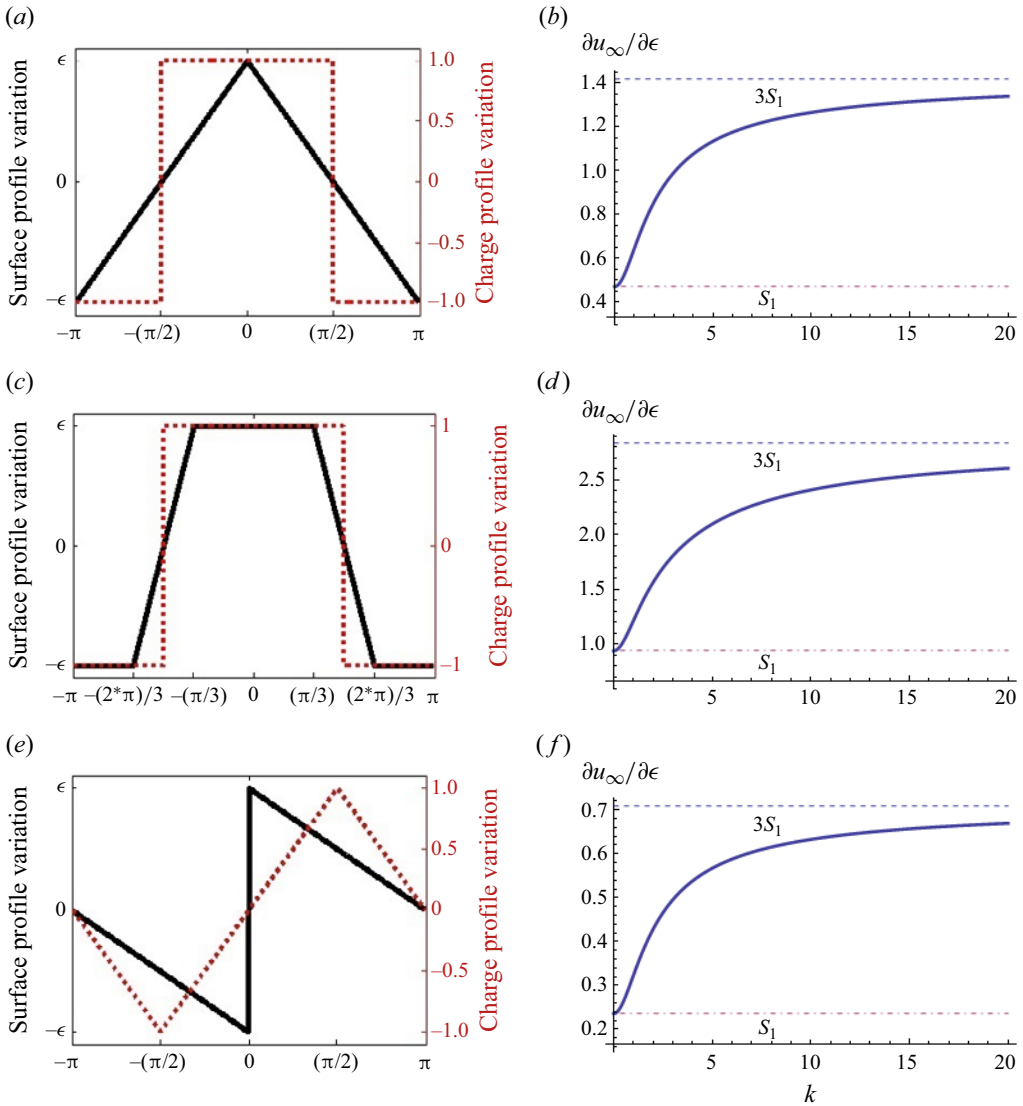 (a)
Surface profile variation
ϵ
0
−ϵ
1.0
0.5
0
−0.5
−1.0
Charge profile variation
−π −(π/2) 0 (π/2) π
(b)
∂u∞/∂ϵ
1.4
1.2
1.0
0.8
0.6
0.4
3S₁
S₁
5 10 15 20
(c)
Surface profile variation
ϵ
0
−ϵ
1
0
−1
Charge profile variation
−π −(2*π)/3 −(π/3) 0 (π/3) (2*π)/3 π
(d)
∂u∞/∂ϵ
2.5
2.0
1.5
1.0
3S₁
S₁
5 10 15 20
(e)
Surface profile variation
ϵ
0
−ϵ
1.0
0.5
0
−0.5
−1.0
Charge profile variation
−π −(π/2) 0 (π/2) π
(f)
∂u∞/∂ϵ
0.7
0.6
0.5
0.4
0.3
0.2
3S₁
S₁
5 10 15 20
k